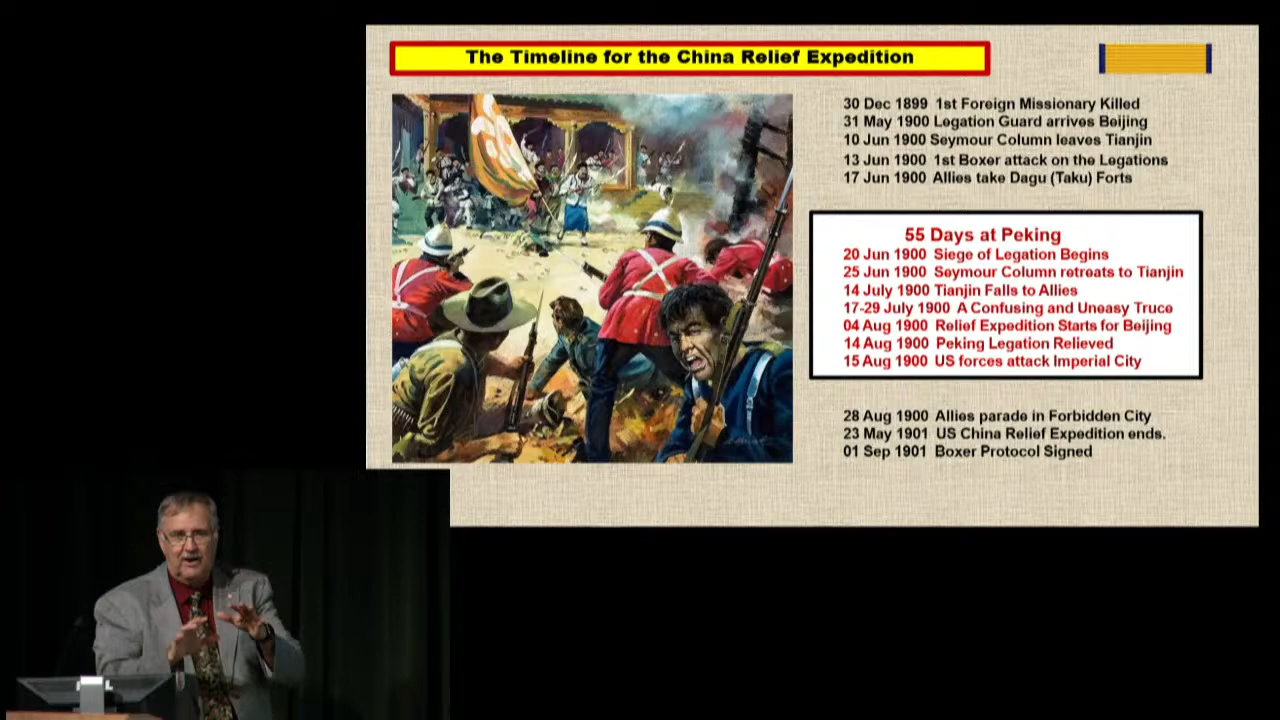 The Timeline for the China Relief Expedition
30 Dec 1899 1st Foreign Missionary Killed
31 May 1900 Legation Guard arrives Beijing
10 Jun 1900 Seymour Column leaves Tianjin
13 Jun 1900 1st Boxer attack on the Legations
17 Jun 1900 Allies take Dagu (Taku) Forts
55 Days at Peking
20 Jun 1900 Siege of Legation Begins
25 Jun 1900 Seymour Column retreats to Tianjin
14 July 1900 Tianjin Falls to Allies
17-29 July 1900 A Confusing and Uneasy Truce
04 Aug 1900 Relief Expedition Starts for Beijing
14 Aug 1900 Peking Legation Relieved
15 Aug 1900 US forces attack Imperial City
28 Aug 1900 Allies parade in Forbidden City
23 May 1901 US China Relief Expedition ends.
01 Sep 1901 Boxer Protocol Signed